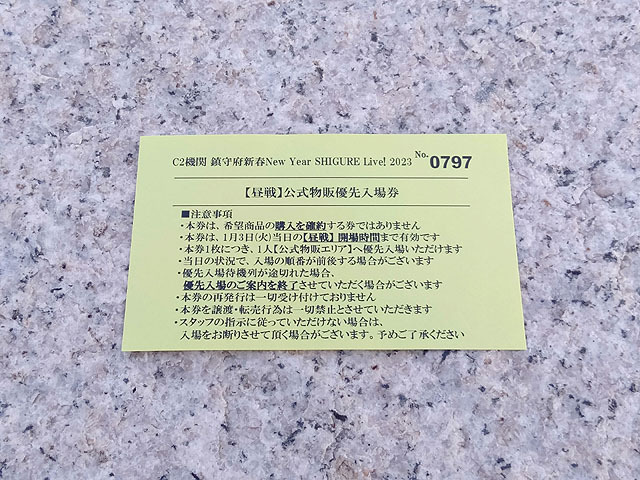 C2機関 鎮守府新春New Year SHIGURE Live! 2023 No. 0797
【昼戦】公式物販優先入場券
■注意事項
・本券は、希望商品の購入を確約する券ではありません
・本券は、1月3日(火)当日の【昼戦】開場時間まで有効です
・本券1枚につき、1人【公式物販エリア】へ優先入場いただけます
・当日の状況で、入場の順番が前後する場合がございます
・優先入場待機列が途切れた場合、
優先入場のご案内を終了させていただく場合がございます
・本券の再発行は一切受け付けておりません
・本券を譲渡・転売行為は一切禁止とさせていただきます
・スタッフの指示に従っていただけない場合は、
入場をお断りさせて頂く場合がございます。予めご了承ください